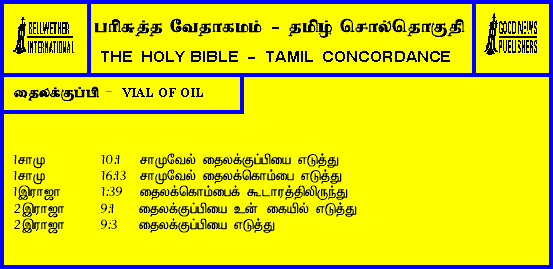 BELLWETHER
INTERNATIONAL
பரிசுத்த வேதாகமம் - தமிழ் சொல்தொகுதி
THE HOLY BIBLE - TAMIL CONCORDANCE
GOOD NEWS
PUBLISHERS
தைலக்குப்பி - VIAL OF OIL
1சாமு 10:1 சாமுவேல் தைலக்குப்பியை எடுத்து
1சாமு 16:13 சாமுவேல் தைலக்கொம்பை எடுத்து
1இராஜா 1:39 தைலக்கொம்பைக் கூடாரத்திலிருந்து
2இராஜா 9:1 தைலக்குப்பியை உன் கையில் எடுத்து
2இராஜா 9:3 தைலக்குப்பியை எடுத்து